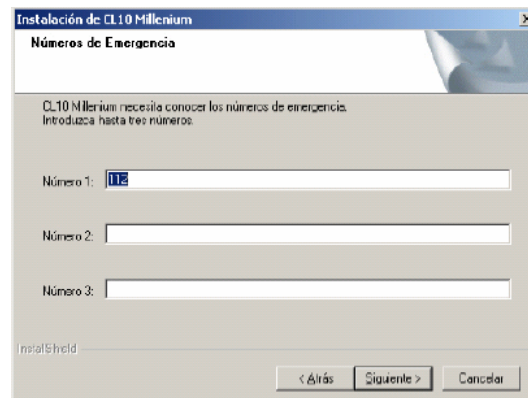 Instalación de CL10 Millenium
Números de Emergencia
CL10 Millenium necesita conocer los números de emergencia.
Introduzca hasta tres números.
Número 1: 112
Número 2:
Número 3:
InstallShield
< Atrás Siguiente > Cancelar